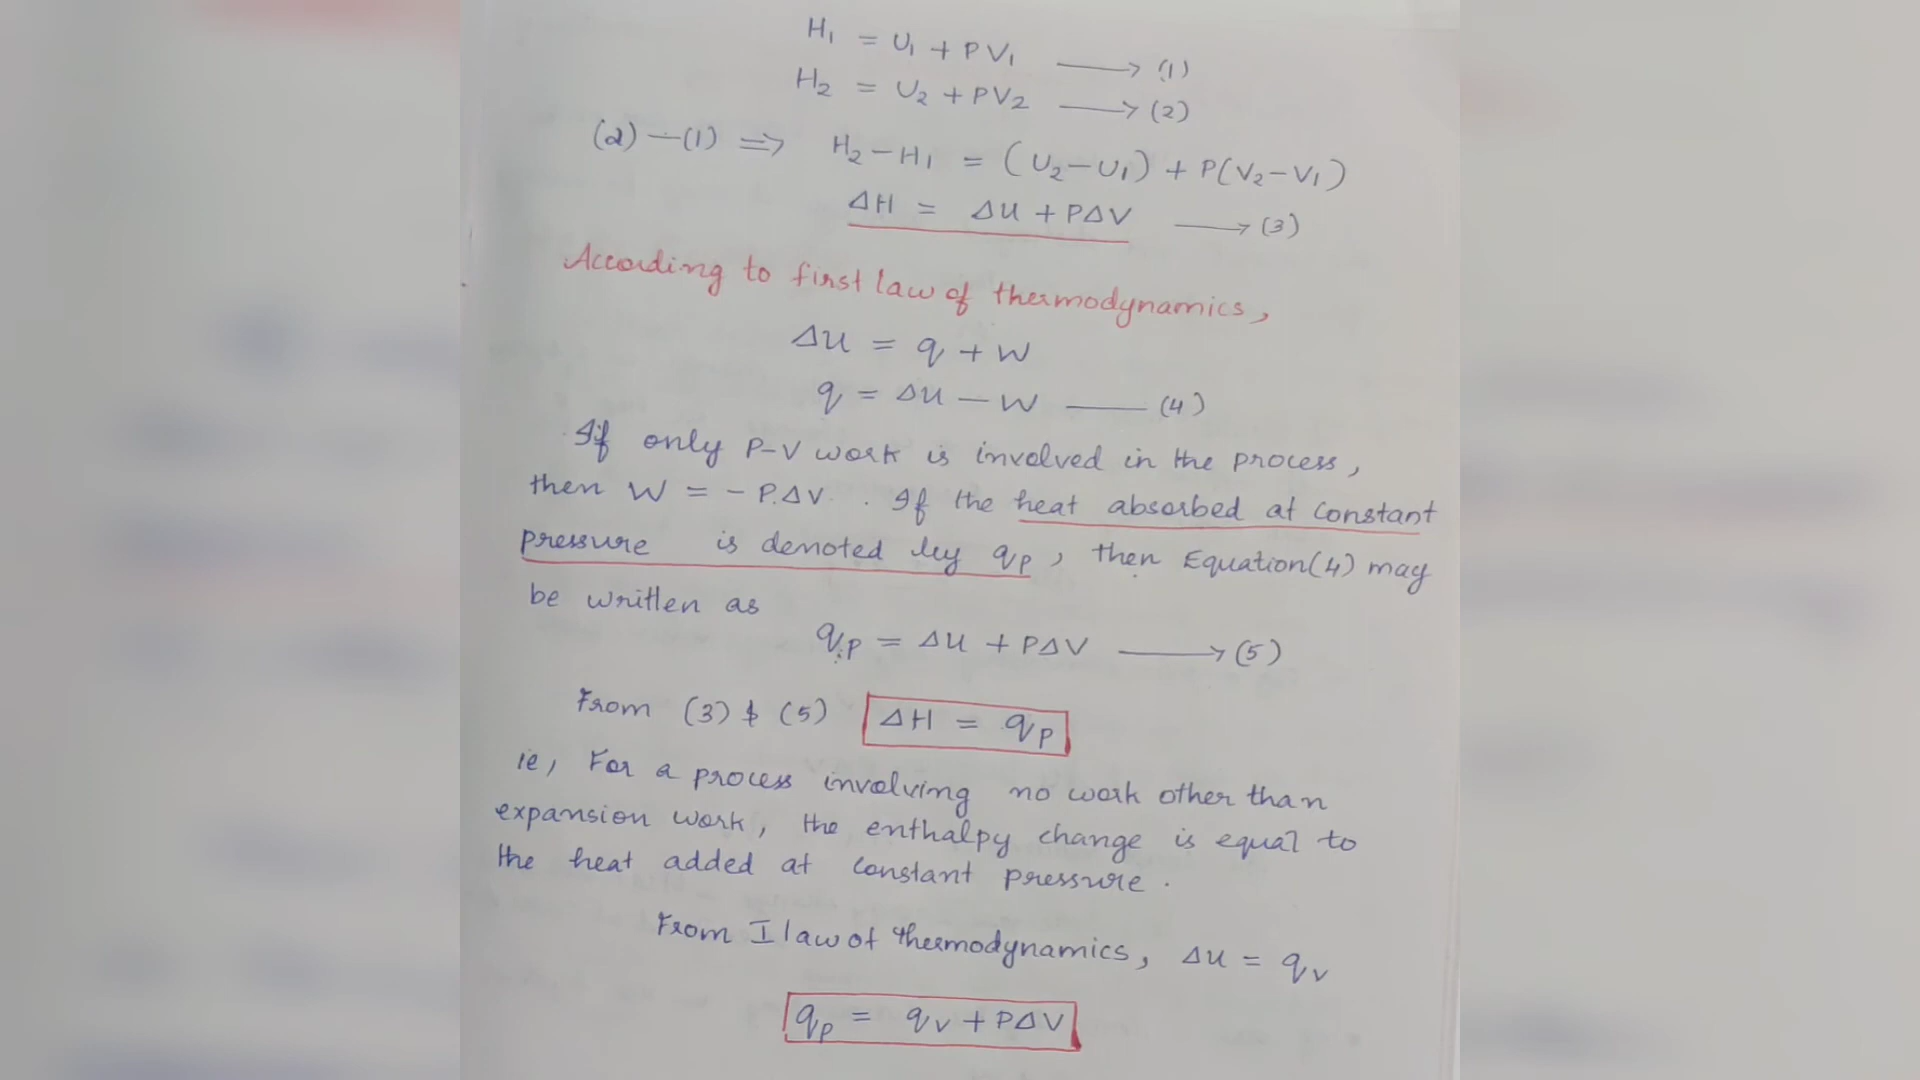 H₁ = U₁ + PV₁ ⟶ (1)
H₂ = U₂ + PV₂ ⟶ (2)
(2) — (1) ⟹ H₂ – H₁ = (U₂ – U₁) + P(V₂ – V₁)
ΔH = ΔU + PΔV ⟶ (3)
According to first law of thermodynamics,
ΔU = q + W
q = ΔU – W —— (4)
If only P-V work is involved in the process,
then W = - P.ΔV. If the heat absorbed at constant
pressure is denoted by qₚ, then Equation(4) may
be written as
qₚ = ΔU + PΔV ⟶ (5)
From (3) & (5) ΔH = qₚ
ie, For a process involving no work other than
expansion work, the enthalpy change is equal to
the heat added at constant pressure.
From I law of thermodynamics, ΔU = qᵥ
qₚ = qᵥ + PΔV